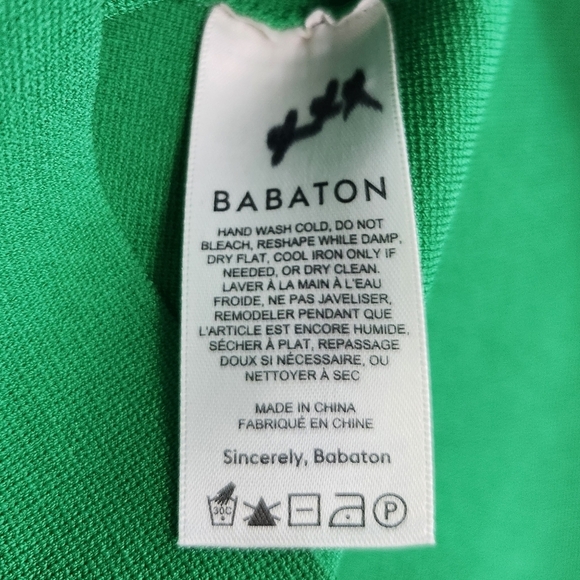 BABATON
HAND WASH COLD, DO NOT
BLEACH, RESHAPE WHILE DAMP,
DRY FLAT, COOL IRON ONLY IF
NEEDED, OR DRY CLEAN.
LAVER À LA MAIN À L'EAU
FROIDE, NE PAS JAVELISER,
REMODELER PENDANT QUE
L'ARTICLE EST ENCORE HUMIDE,
SÉCHER À PLAT, REPASSAGE
DOUX SI NÉCESSAIRE, OU
NETTOYER À SEC
MADE IN CHINA
FABRIQUÉ EN CHINE
Sincerely, Babaton
30C P